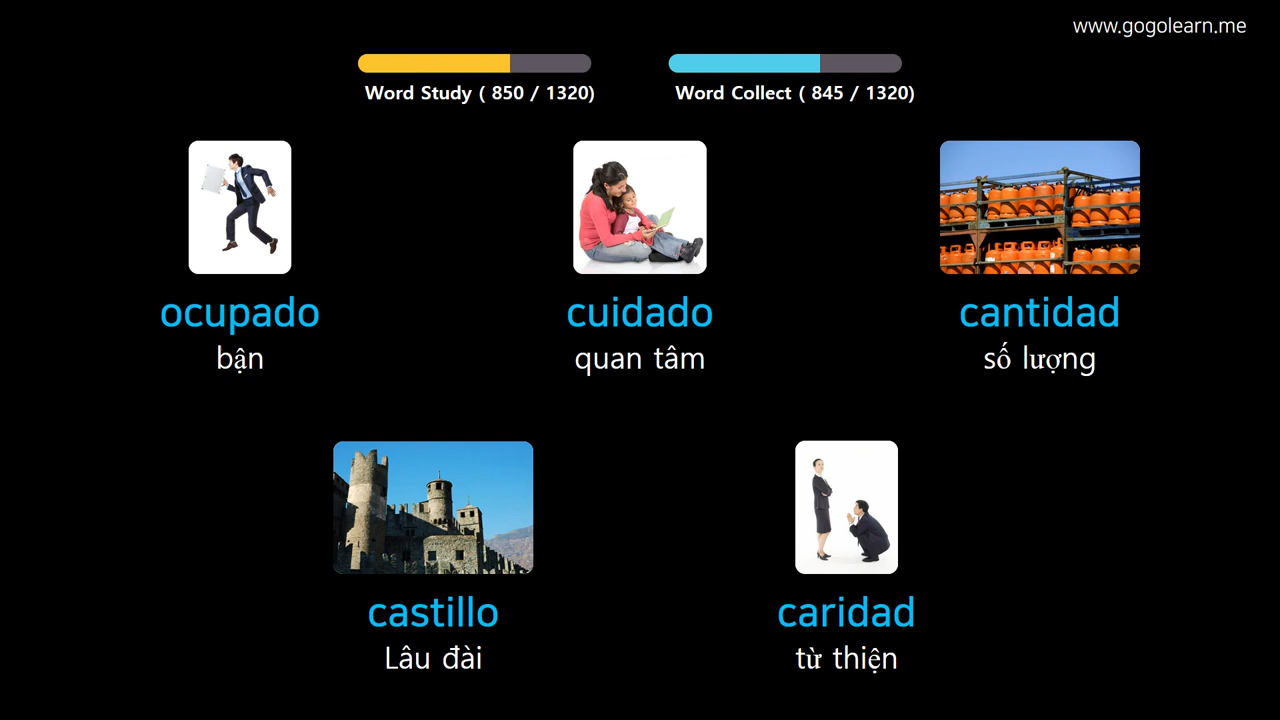 www.gogolearn.me
Word Study ( 850 / 1320)
Word Collect ( 845 / 1320)
ocupado
bận
cuidado
quan tâm
cantidad
số lượng
castillo
Lâu đài
caridad
từ thiện